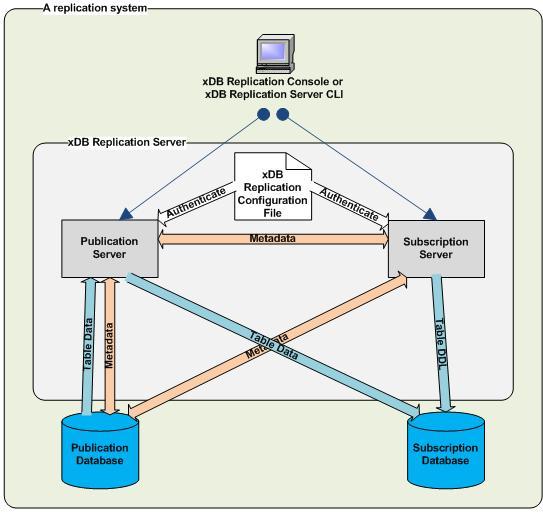 A replication system
xDB Replication Console or
xDB Replication Server CLI
xDB Replication Server
xDB
Replication
Configuration
File
Authenticate
Authenticate
Publication
Server
Metadata
Subscription
Server
Table Data
Metadata
Table Data
Metadata
Table DDL
Publication
Database
Subscription
Database